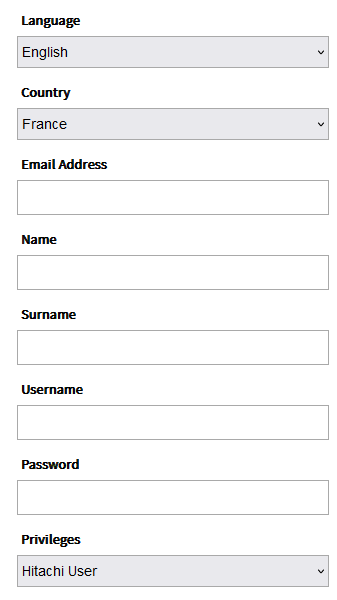 Language
English
Country
France
Email Address
Name
Surname
Username
Password
Privileges
Hitachi User